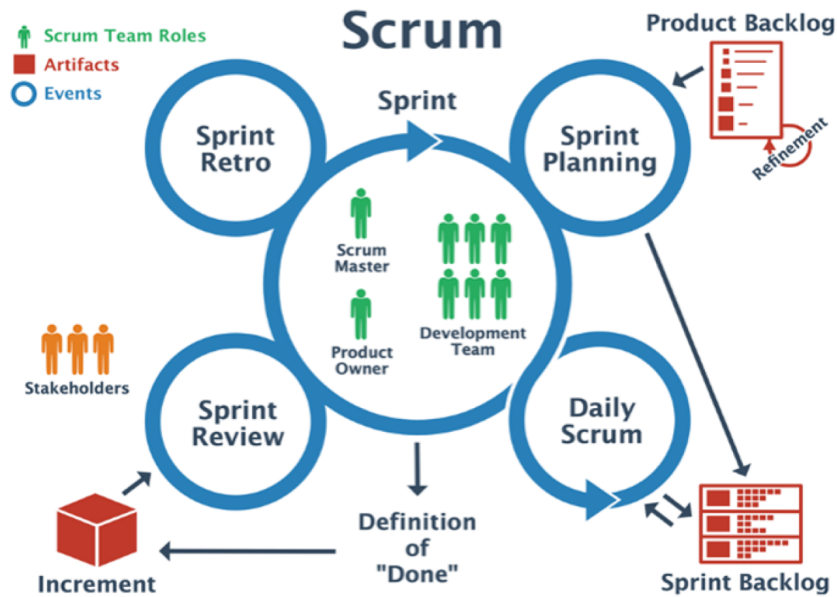 Scrum
Scrum Team Roles
Artifacts
Events
Product Backlog
Refinement
Sprint
Sprint
Retro
Sprint
Planning
Scrum
Master
Product
Owner
Development
Team
Stakeholders
Sprint
Review
Daily
Scrum
Definition
of
"Done"
Increment
Sprint Backlog